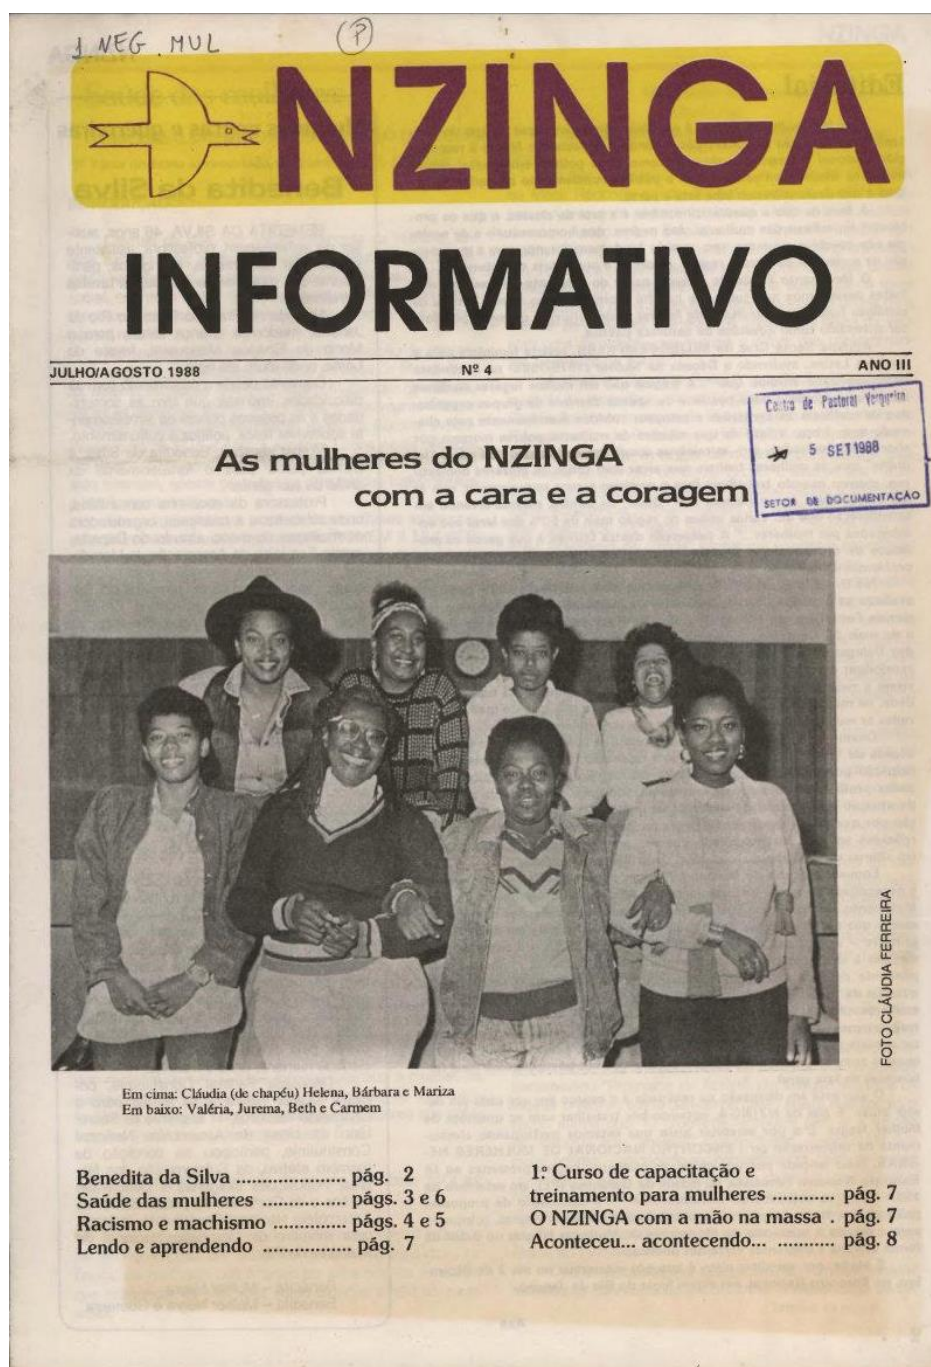 1 NEG. MUL
P
NZINGA
INFORMATIVO
JULHO/AGOSTO 1988 Nº 4 ANO III
Centro de Pastoral Vergueiro
5 SET 1988
SETOR DE DOCUMENTAÇÃO
As mulheres do NZINGA
com a cara e a coragem
FOTO CLÁUDIA FERREIRA
Em cima: Cláudia (de chapéu) Helena, Bárbara e Mariza
Em baixo: Valéria, Jurema, Beth e Carmem
Benedita da Silva ..................... pág. 2
Saúde das mulheres ................ págs. 3 e 6
Racismo e machismo .............. págs. 4 e 5
Lendo e aprendendo ................. pág. 7
1º Curso de capacitação e
treinamento para mulheres ............ pág. 7
O NZINGA com a mão na massa . pág. 7
Aconteceu... acontecendo... ........... pág. 8